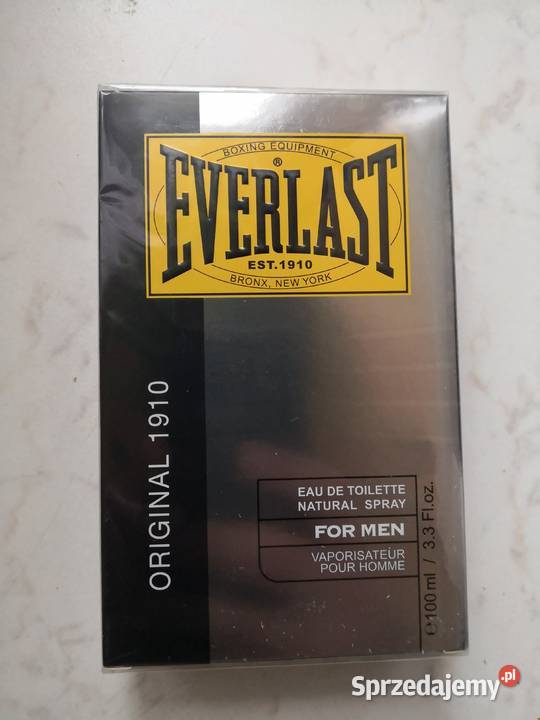 BOXING EQUIPMENT
®
EVERLAST
EST.1910
BRONX, NEW YORK
ORIGINAL 1910
EAU DE TOILETTE
NATURAL SPRAY
FOR MEN
VAPORISATEUR
POUR HOMME
℮100 ml / 3.3 Fl.oz.
Sprzedajemy.pl